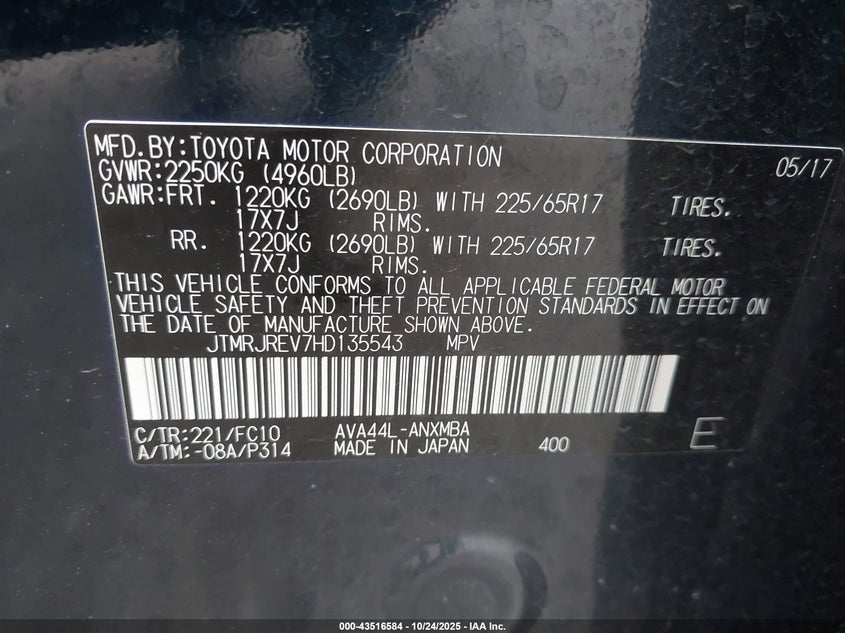 MFD.BY:TOYOTA MOTOR CORPORATION 05/17
GVWR:2250KG (4960LB)
GAWR:FRT. 1220KG (2690LB) WITH 225/65R17 TIRES.
17X7J RIMS.
RR. 1220KG (2690LB) WITH 225/65R17 TIRES.
17X7J RIMS.
THIS VEHICLE CONFORMS TO ALL APPLICABLE FEDERAL MOTOR
VEHICLE SAFETY AND THEFT PREVENTION STANDARDS IN EFFECT ON
THE DATE OF MANUFACTURE SHOWN ABOVE.
JTMRJREV7HD135543 MPV
C/TR:221/FC10 AVA44L-ANXMBA
A/TM:-08A/P314 MADE IN JAPAN 400 E
000-43516584 - 10/24/2025 - IAA Inc.